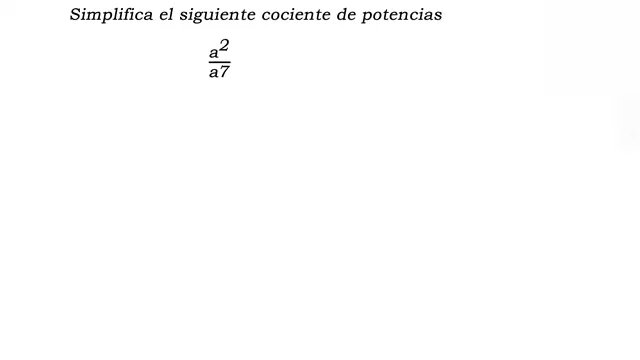 Simplifica el siguiente cociente de potencias
a²
a7